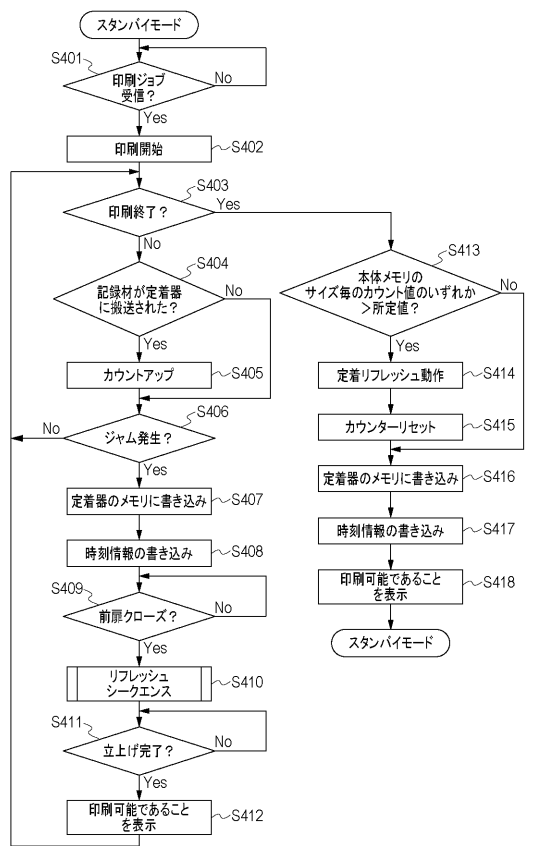 スタンバイモード
S401
印刷ジョブ
受信？
No
Yes
印刷開始
S402
S403
印刷終了？
Yes
No
S404
記録材が定着器
に搬送された？
No
Yes
カウントアップ
S405
S406
ジャム発生？
No
Yes
定着器のメモリに書き込み
S407
時刻情報の書き込み
S408
S409
前扉クローズ？
No
Yes
リフレッシュ
シークエンス
S410
S411
立上げ完了？
No
Yes
印刷可能であること
を表示
S412
S413
本体メモリの
サイズ毎のカウント値のいずれか
＞所定値？
No
Yes
定着リフレッシュ動作
S414
カウンターリセット
S415
定着器のメモリに書き込み
S416
時刻情報の書き込み
S417
印刷可能であること
を表示
S418
スタンバイモード